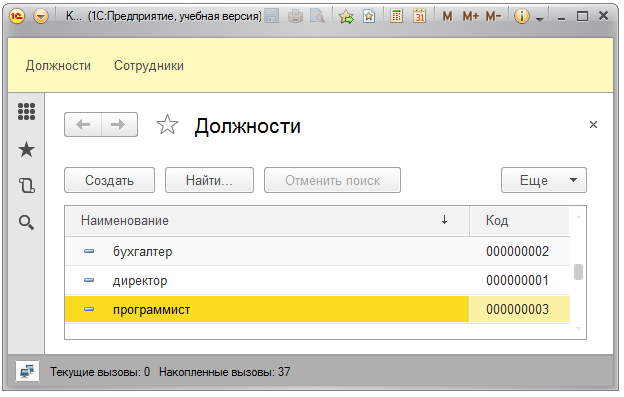 К... (1С:Предприятие, учебная версия) M M+ M-
Должности Сотрудники
Должности
Создать Найти... Отменить поиск Еще
Наименование Код
бухгалтер 000000002
директор 000000001
программист 000000003
Текущие вызовы: 0 Накопленные вызовы: 37